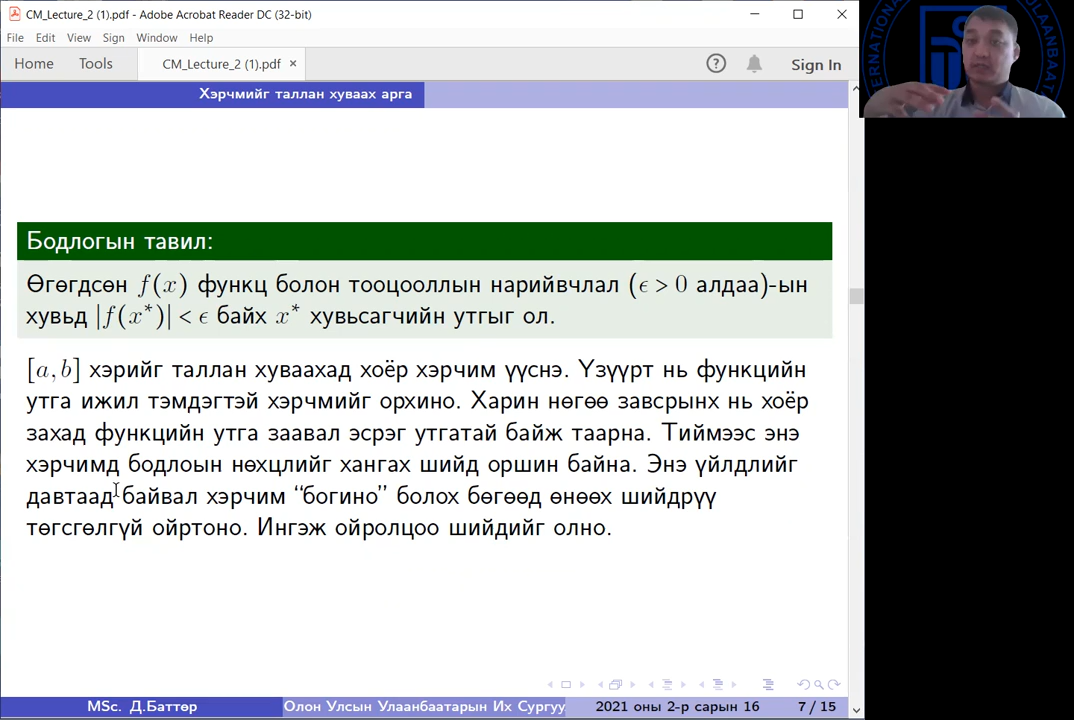 CM_Lecture_2 (1).pdf - Adobe Acrobat Reader DC (32-bit)
File Edit View Sign Window Help
Home Tools CM_Lecture_2 (1).pdf × Sign In
Хэрчмийг таллан хуваах арга
Бодлогын тавил:
Өгөгдсөн f(x) функц болон тооцооллын нарийвчлал (ϵ > 0 алдаа)-ын
хувьд |f(x*)| < ϵ байх x* хувьсагчийн утгыг ол.
[a, b] хэрийг таллан хуваахад хоёр хэрчим үүснэ. Үзүүрт нь функцийн
утга ижил тэмдэгтэй хэрчмийг орхино. Харин нөгөө завсрынх нь хоёр
захад функцийн утга заавал эсрэг утгатай байж таарна. Тиймээс энэ
хэрчимд бодлоын нөхцлийг хангах шийд оршин байна. Энэ үйлдлийг
давтаад байвал хэрчим “богино” болох бөгөөд өнөөх шийдрүү
төгсгөлгүй ойртоно. Ингэж ойролцоо шийдийг олно.
MSc. Д.Баттөр Олон Улсын Улаанбаатарын Их Сургуу 2021 оны 2-р сарын 16 7 / 15